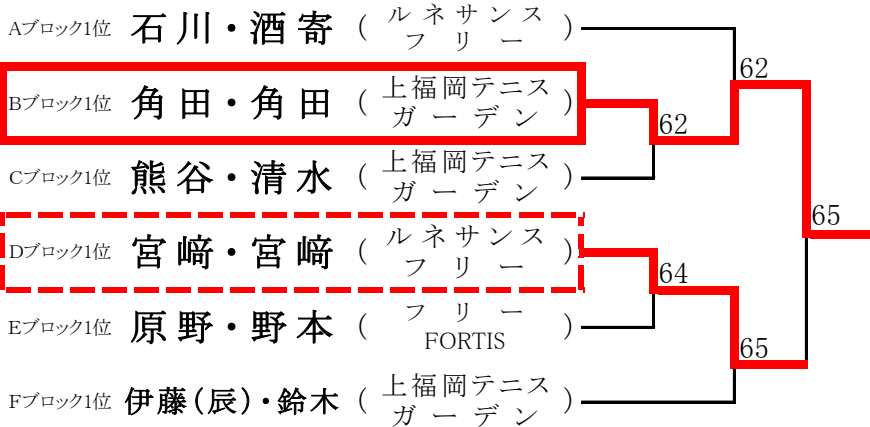 Aブロック1位 石川・酒寄 (ルネサンス
フリー)
62
Bブロック1位 角田・角田 (上福岡テニス
ガーデン)
62
Cブロック1位 熊谷・清水 (上福岡テニス
ガーデン)
65
Dブロック1位 宮﨑・宮﨑 (ルネサンス
フリー)
64
Eブロック1位 原野・野本 (フリー
FORTIS)
65
Fブロック1位 伊藤(辰)・鈴木 (上福岡テニス
ガーデン)